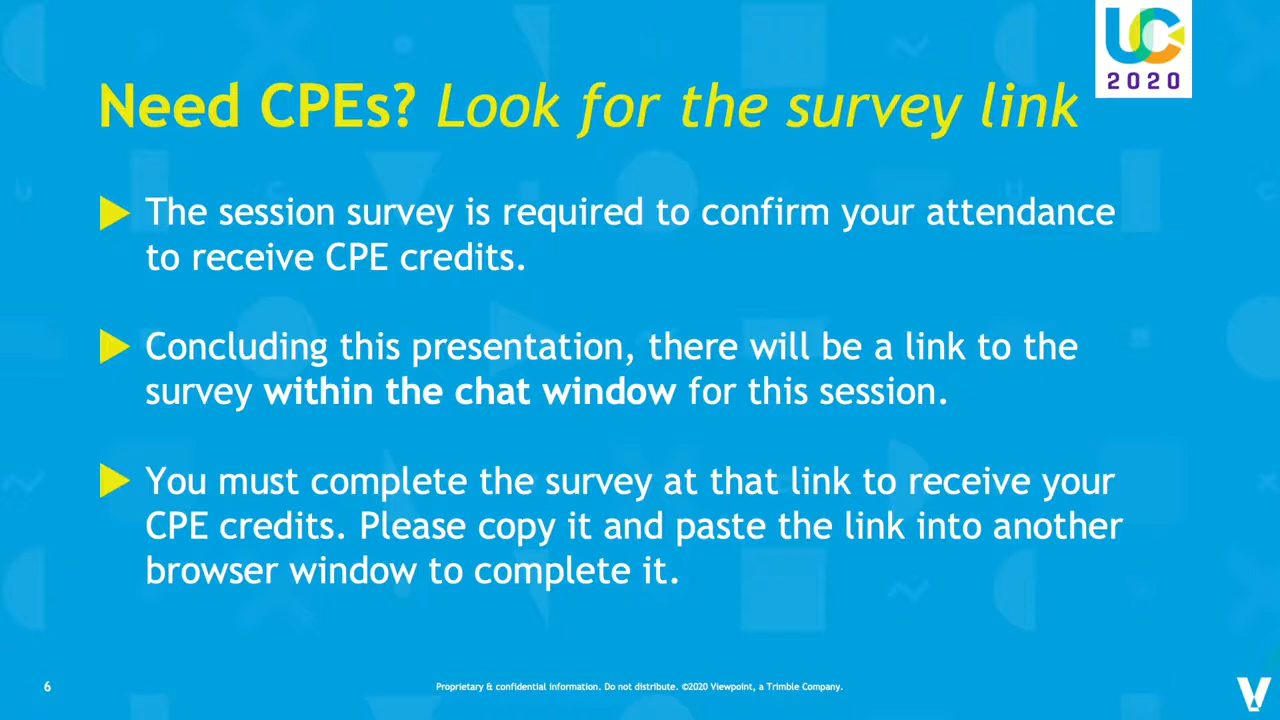 UC
2020
Need CPEs? Look for the survey link
The session survey is required to confirm your attendance
to receive CPE credits.
Concluding this presentation, there will be a link to the
survey within the chat window for this session.
You must complete the survey at that link to receive your
CPE credits. Please copy it and paste the link into another
browser window to complete it.
6
Proprietary & confidential information. Do not distribute. ©2020 Viewpoint, a Trimble Company.